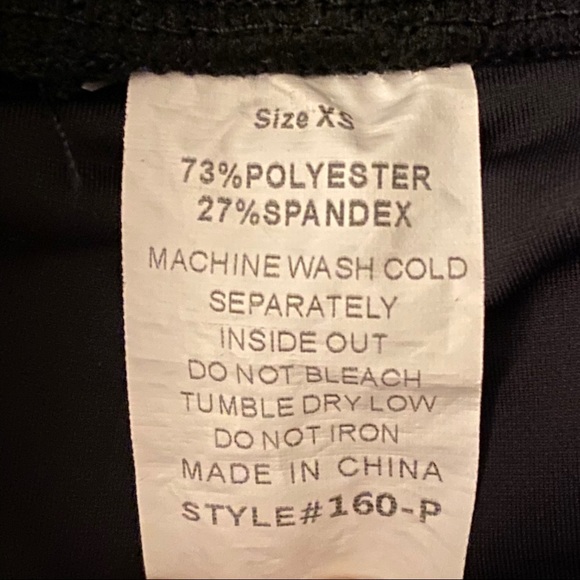 Size XS
73%POLYESTER
27%SPANDEX
MACHINE WASH COLD
SEPARATELY
INSIDE OUT
DO NOT BLEACH
TUMBLE DRY LOW
DO NOT IRON
MADE IN CHINA
STYLE#160-P